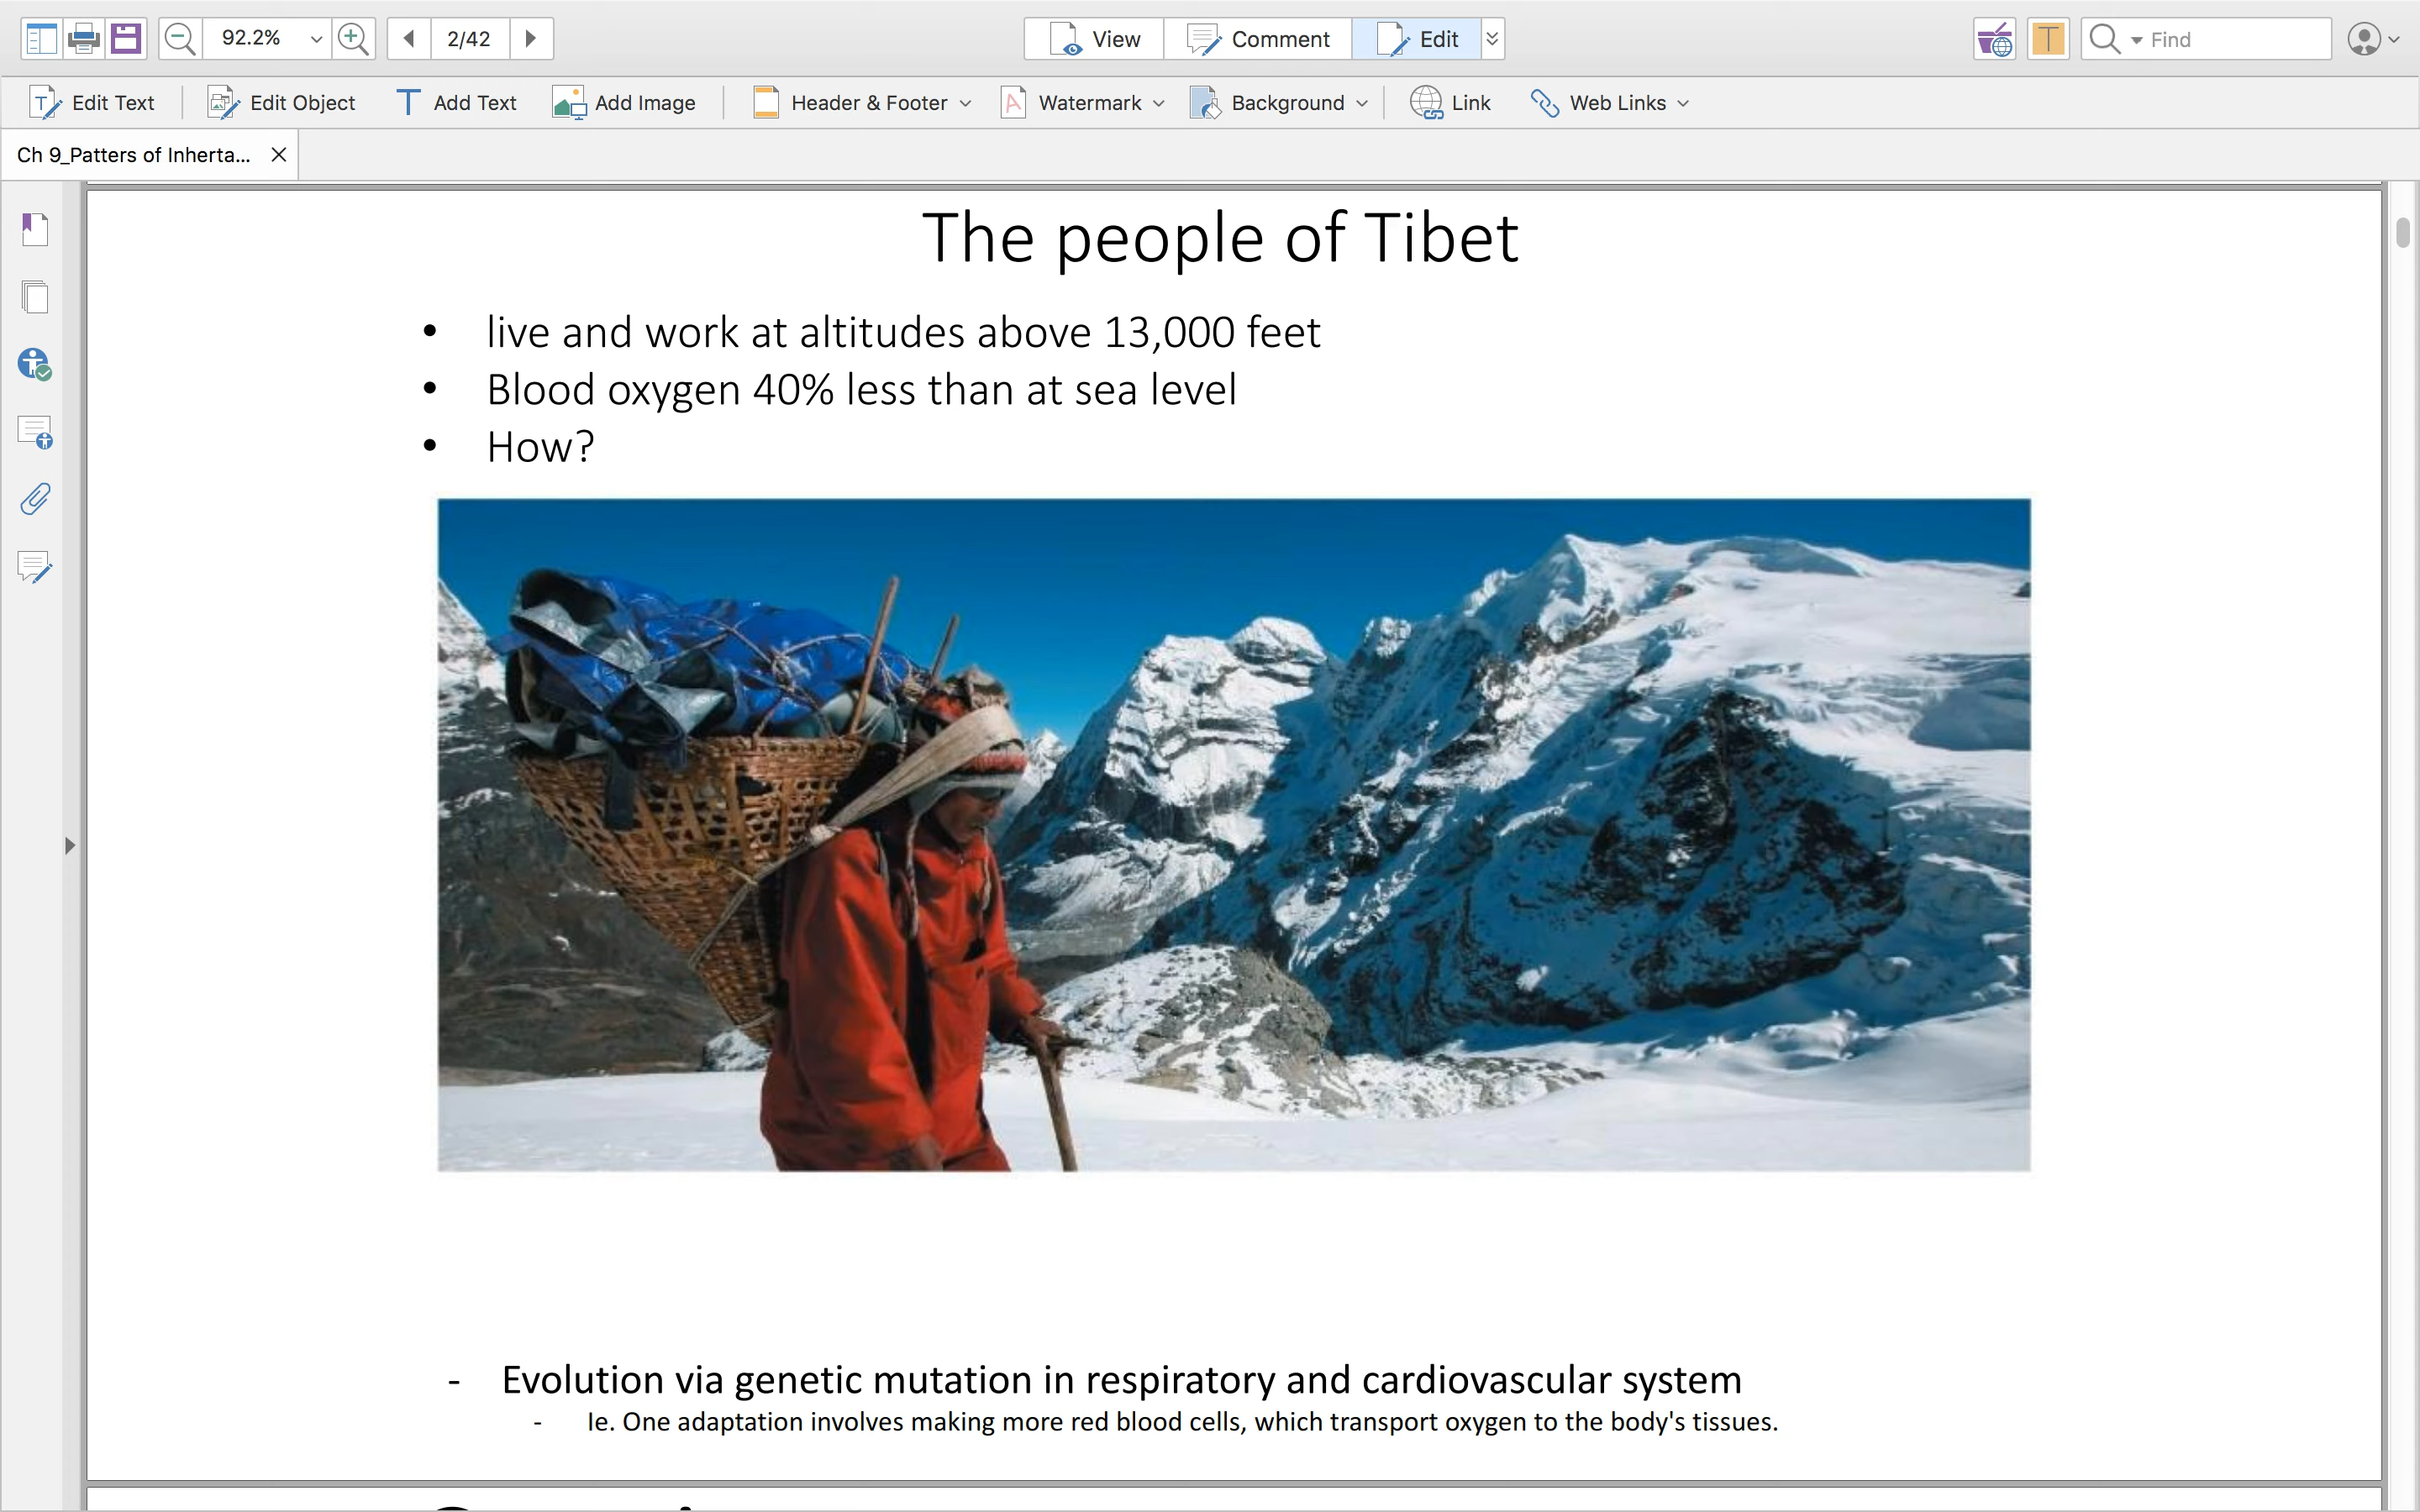 92.2%
2/42
View
Comment
Edit
Find
Edit Text
Edit Object
Add Text
Add Image
Header & Footer
Watermark
Background
Link
Web Links
Ch 9_Patters of Inherta...
The people of Tibet
• live and work at altitudes above 13,000 feet
• Blood oxygen 40% less than at sea level
• How?
- Evolution via genetic mutation in respiratory and cardiovascular system
- Ie. One adaptation involves making more red blood cells, which transport oxygen to the body's tissues.